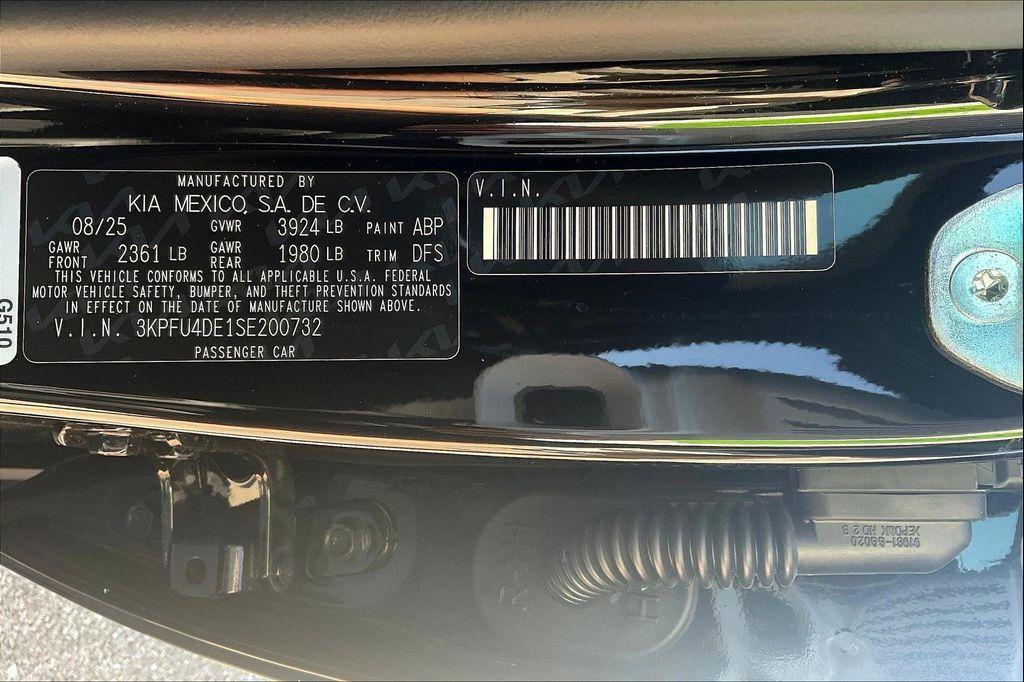 MANUFACTURED BY
KIA MEXICO, S.A. DE C.V.
08/25 GVWR 3924 LB PAINT ABP
GAWR FRONT 2361 LB GAWR REAR 1980 LB TRIM DFS
THIS VEHICLE CONFORMS TO ALL APPLICABLE U.S.A. FEDERAL
MOTOR VEHICLE SAFETY, BUMPER, AND THEFT PREVENTION STANDARDS
IN EFFECT ON THE DATE OF MANUFACTURE SHOWN ABOVE.
V.I.N. 3KPFU4DE1SE200732
PASSENGER CAR
V.I.N.
G510
R-H
H